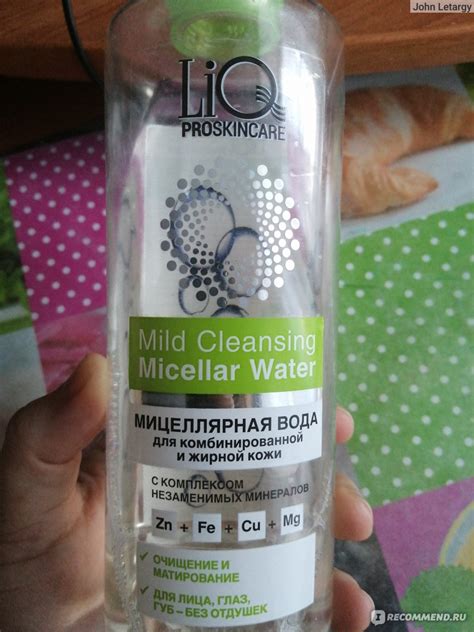 John Letargy
LiQ
PROSKINCARE
Mild Cleansing
Micellar Water
МИЦЕЛЛЯРНАЯ ВОДА
для комбинированной
и жирной кожи
С КОМПЛЕКСОМ
НЕЗАМЕНИМЫХ МИНЕРАЛОВ
Zn + Fe + Cu + Mg
✓ ОЧИЩЕНИЕ И
МАТИРОВАНИЕ
✓ ДЛЯ ЛИЦА, ГЛАЗ,
ГУБ – БЕЗ ОТДУШЕК
IRECOMMEND.RU